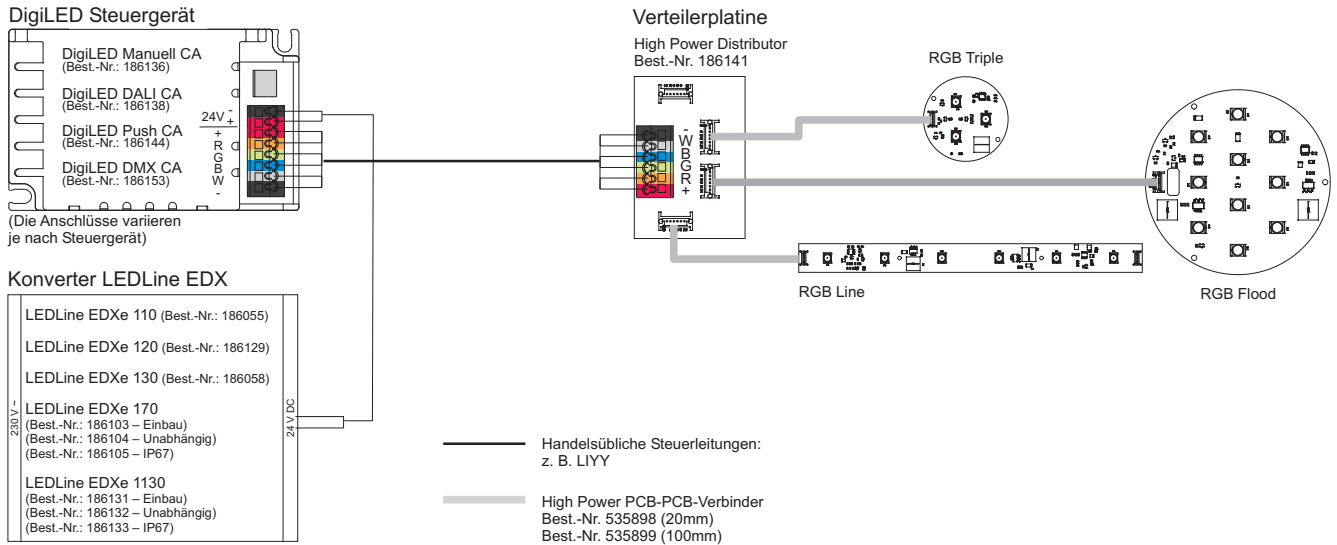 DigiLED Steuergerät
DigiLED Manuell CA
(Best.-Nr.: 186136)
DigiLED DALI CA
(Best.-Nr.: 186138)
DigiLED Push CA
(Best.-Nr.: 186144)
DigiLED DMX CA
(Best.-Nr.: 186153)
-
24V +
+
R
G
B
W
-
(Die Anschlüsse variieren
je nach Steuergerät)
Konverter LEDLine EDX
230 V ~
LEDLine EDXe 110 (Best.-Nr.: 186055)
LEDLine EDXe 120 (Best.-Nr.: 186129)
LEDLine EDXe 130 (Best.-Nr.: 186058)
LEDLine EDXe 170
(Best.-Nr.: 186103 – Einbau)
(Best.-Nr.: 186104 – Unabhängig)
(Best.-Nr.: 186105 – IP67)
LEDLine EDXe 1130
(Best.-Nr.: 186131 – Einbau)
(Best.-Nr.: 186132 – Unabhängig)
(Best.-Nr.: 186133 – IP67)
24 V DC
Verteilerplatine
High Power Distributor
Best.-Nr. 186141
-
W
B
G
R
+
RGB Triple
RGB Line
RGB Flood
Handelsübliche Steuerleitungen:
z. B. LIYY
High Power PCB-PCB-Verbinder
Best.-Nr. 535898 (20mm)
Best.-Nr. 535899 (100mm)